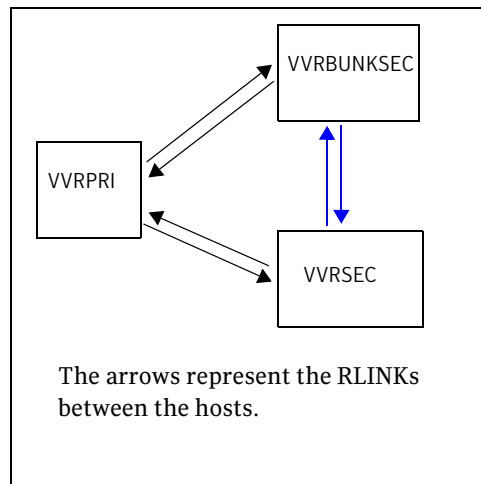 VVRBUNKSEC
VVRPRI
VVRSEC
The arrows represent the RLINKs
between the hosts.